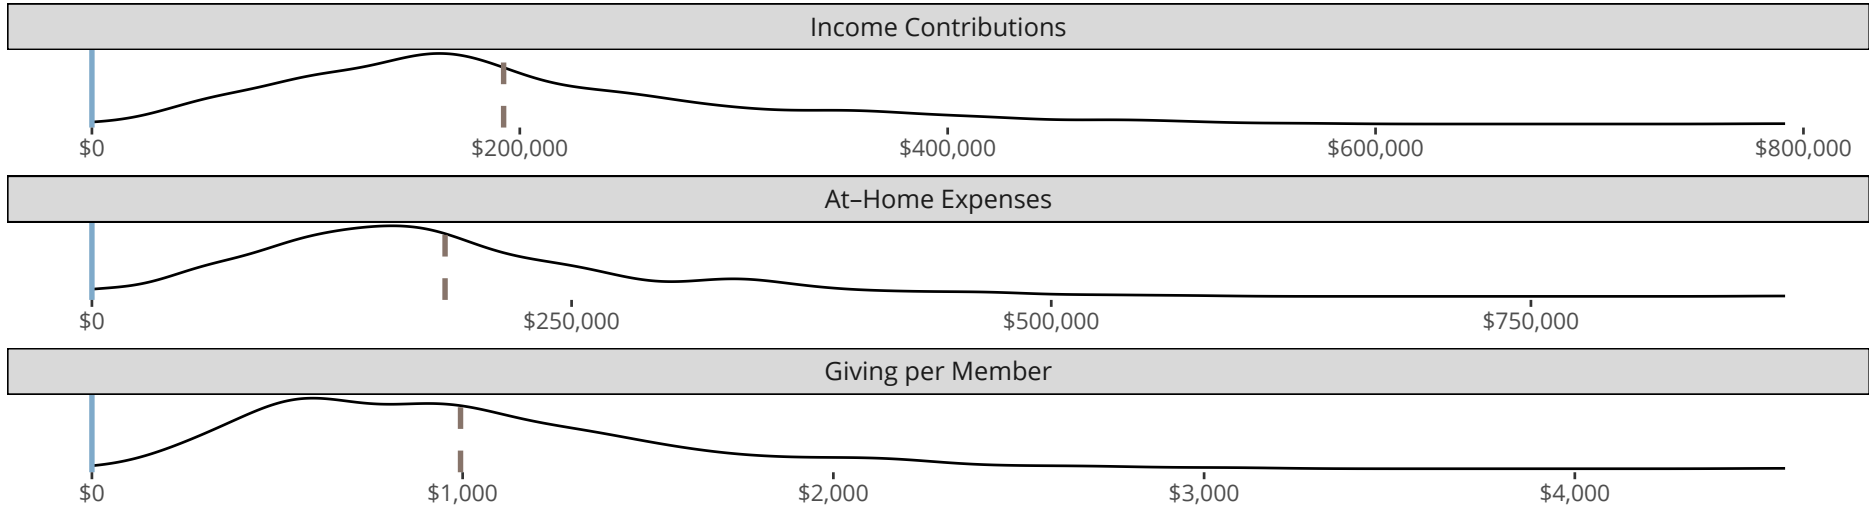 Income Contributions
$0 $200,000 $400,000 $600,000 $800,000
At–Home Expenses
$0 $250,000 $500,000 $750,000
Giving per Member
$0 $1,000 $2,000 $3,000 $4,000